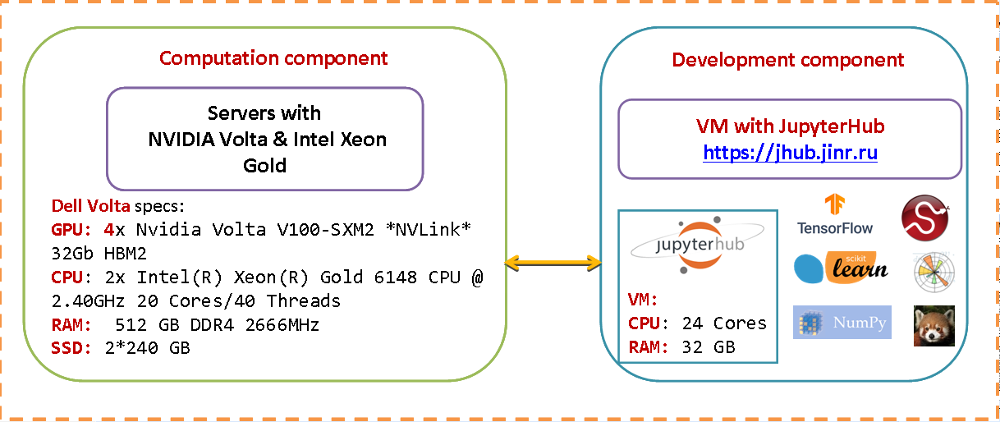 Computation component
Servers with
NVIDIA Volta & Intel Xeon
Gold
Dell Volta specs:
GPU: 4x Nvidia Volta V100-SXM2 *NVLink*
32Gb HBM2
CPU: 2x Intel(R) Xeon(R) Gold 6148 CPU @
2.40GHz 20 Cores/40 Threads
RAM: 512 GB DDR4 2666MHz
SSD: 2*240 GB
Development component
VM with JupyterHub
https://jhub.jinr.ru
jupyterhub
VM:
CPU: 24 Cores
RAM: 32 GB
TensorFlow
scikit
learn
NumPy